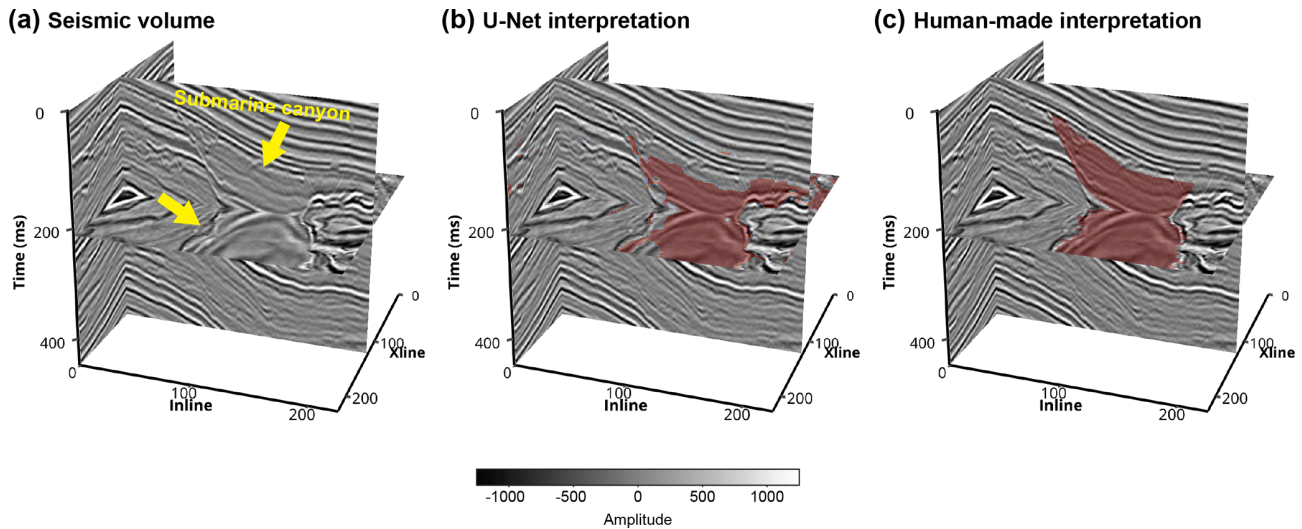 (a) Seismic volume
(b) U-Net interpretation
(c) Human-made interpretation
Submarine canyon
0
200
400
Time (ms)
0
100
200
Inline
0
100
200
Xline
0
200
400
Time (ms)
0
100
200
Inline
0
100
200
Xline
0
200
400
Time (ms)
0
100
200
Inline
0
100
200
Xline
-1000
-500
0
500
1000
Amplitude